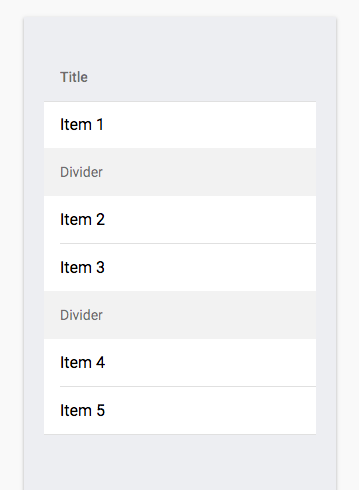 Title
Item 1
Divider
Item 2
Item 3
Divider
Item 4
Item 5